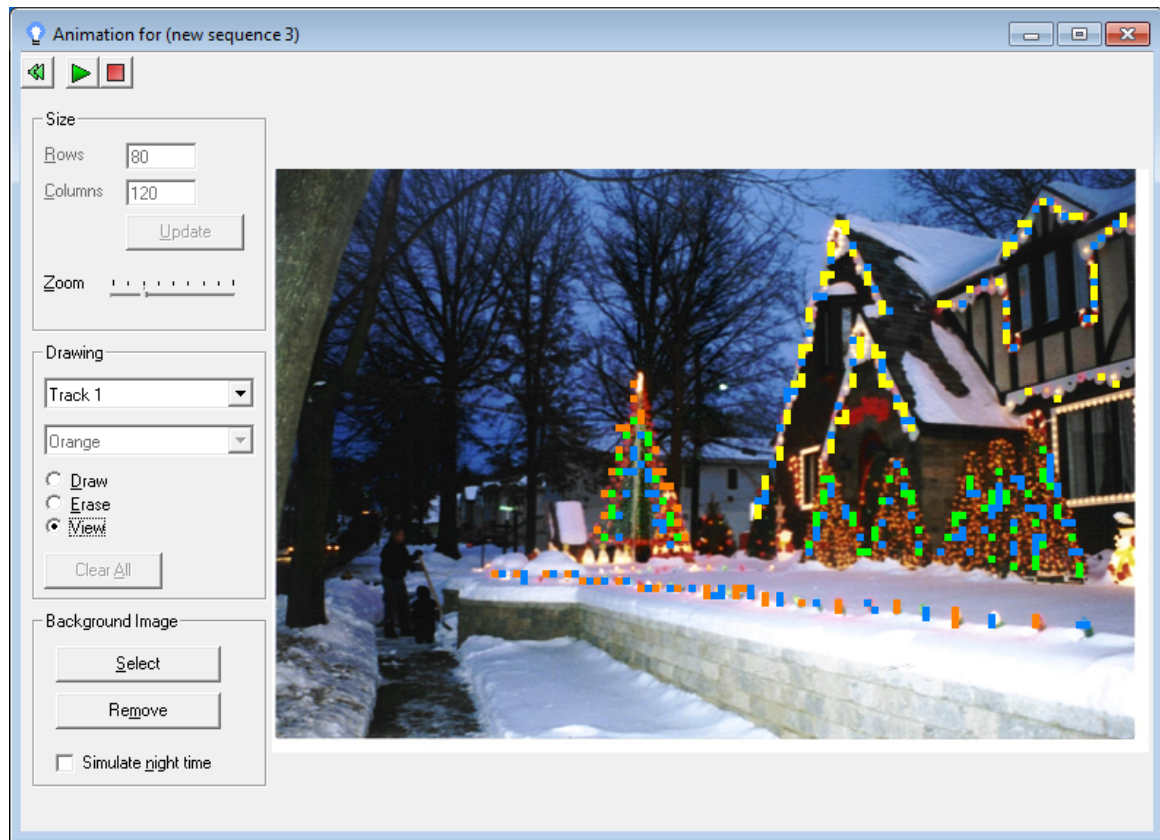 Animation for (new sequence 3)
Size
Rows 80
Columns 120
Update
Zoom
Drawing
Track 1
Orange
Draw
Erase
View
Clear All
Background Image
Select
Remove
Simulate night time